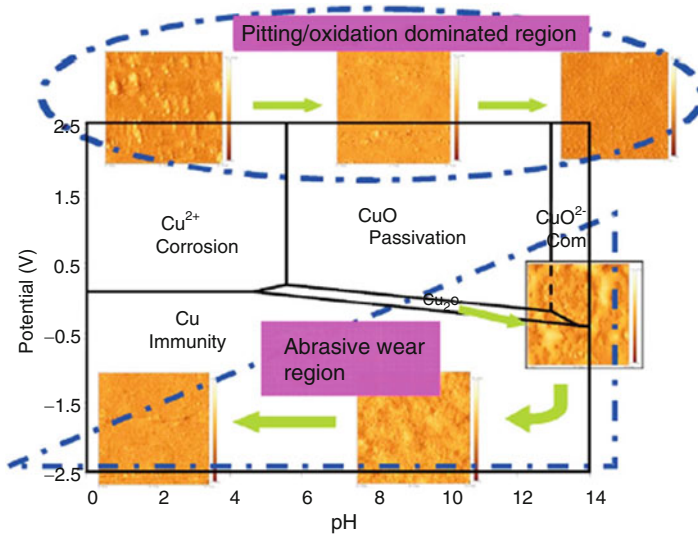 Pitting/oxidation dominated region
2.5
1.5
0.5
−0.5
−1.5
−2.5
Potential (V)
Cu2+
Corrosion
CuO
Passivation
CuO2-
Com
Cu2o
Cu
Immunity
Abrasive wear
region
0 2 4 6 8 10 12 14
pH